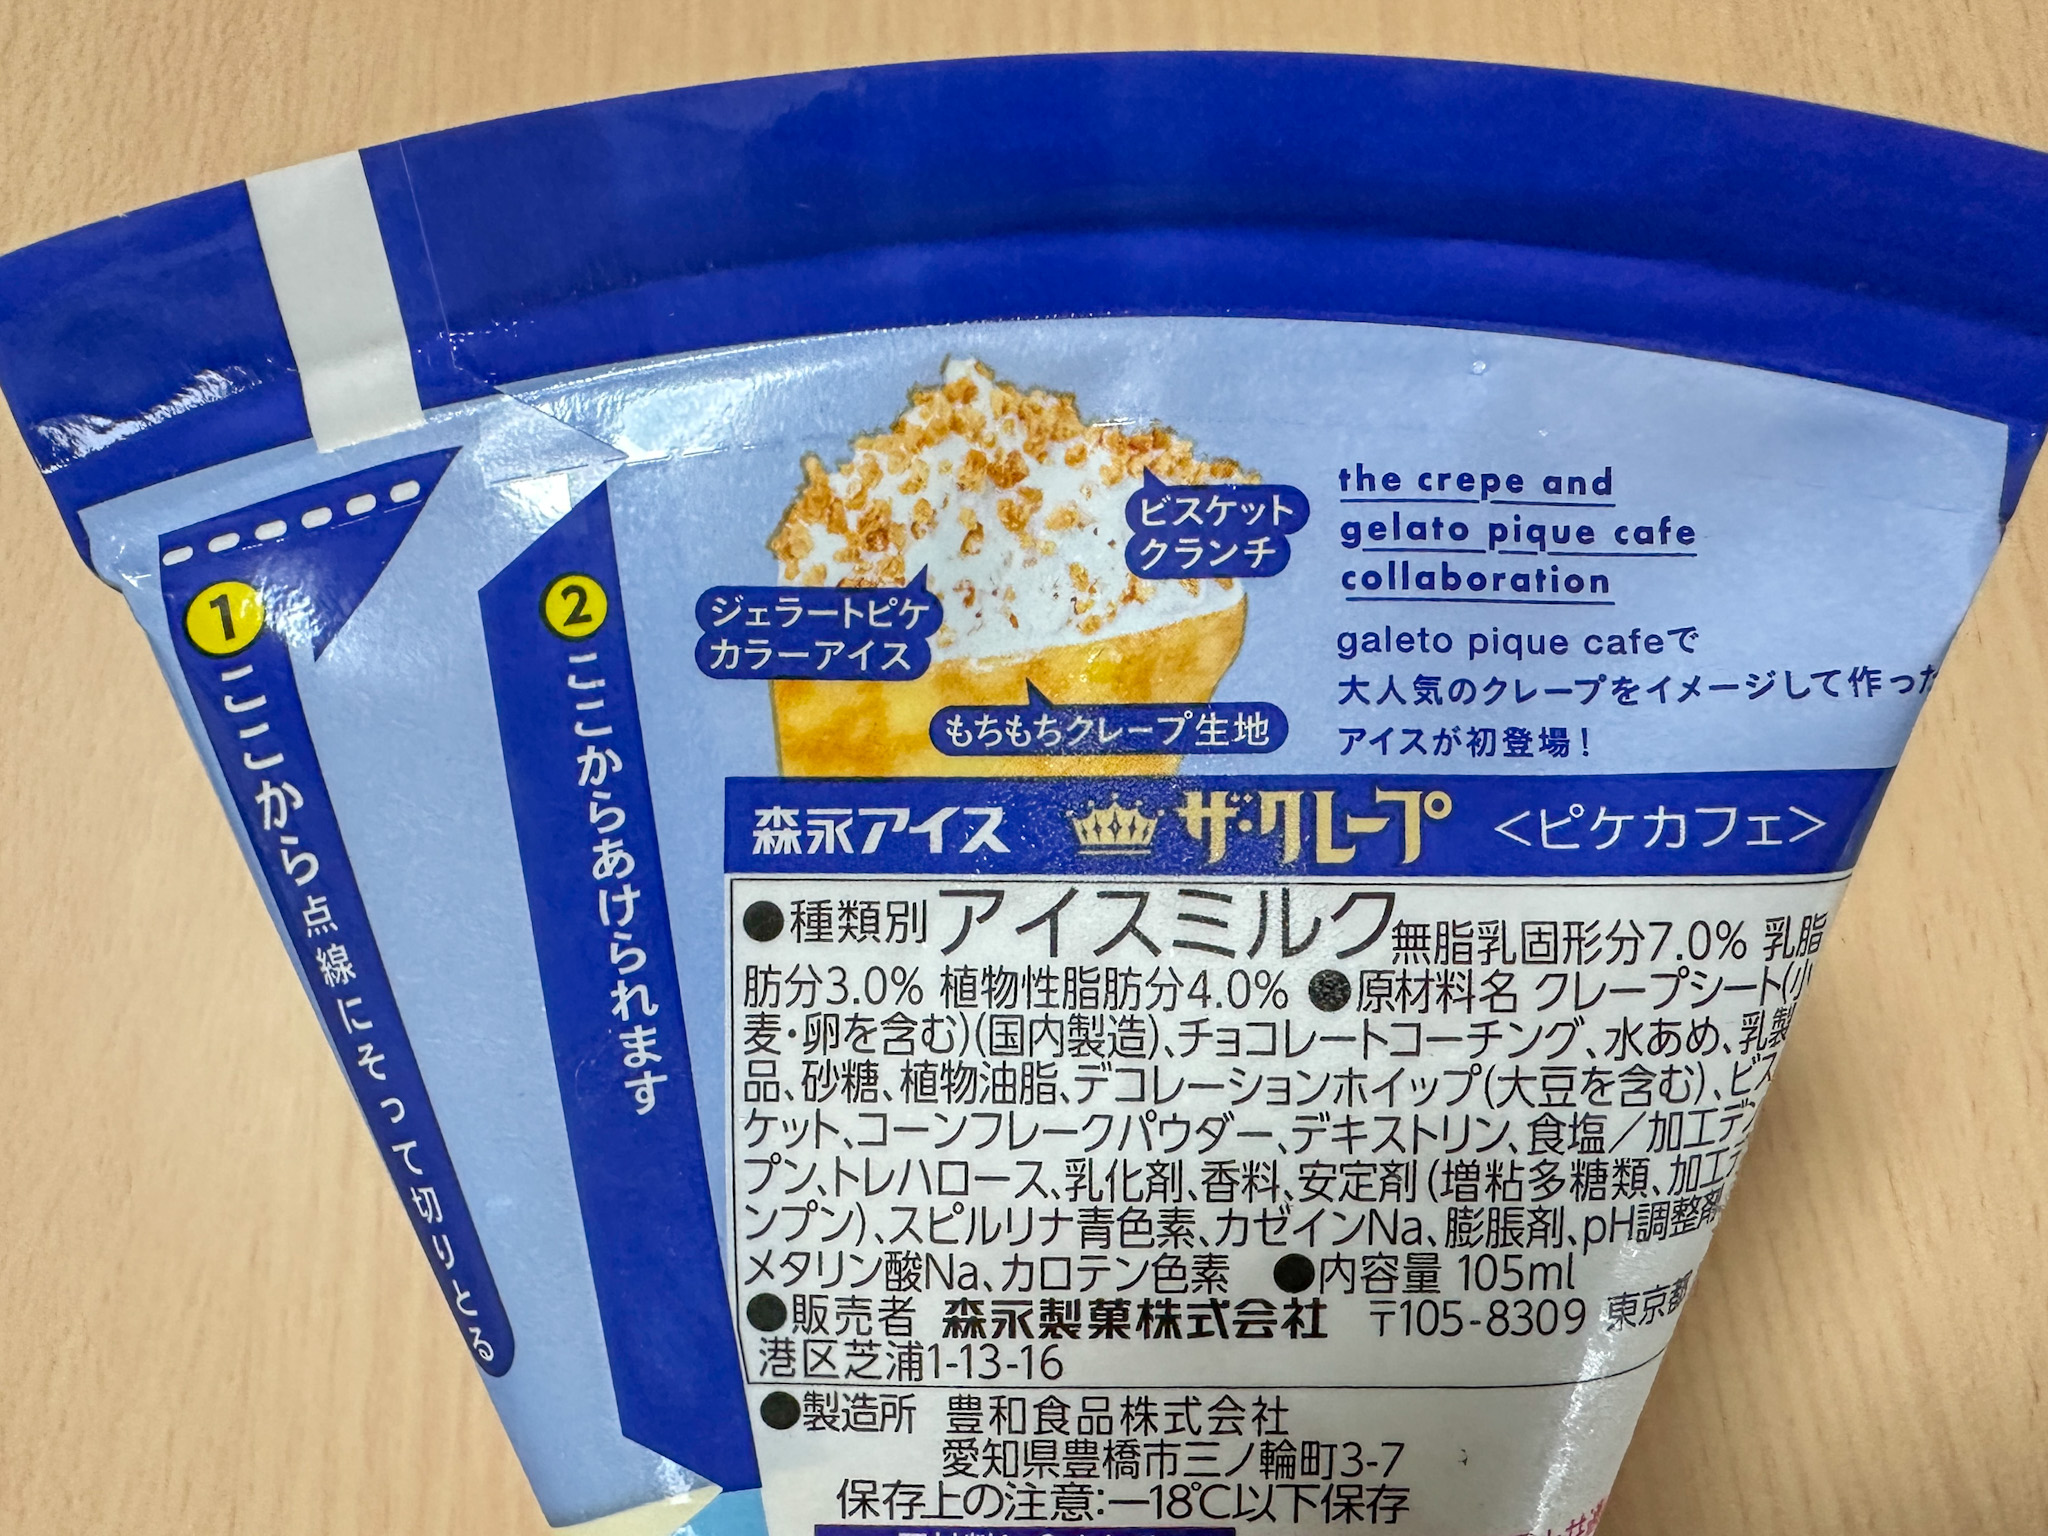 ① ここから点線にそって切りとる
② ここからあけられます
ビスケット
クランチ
ジェラートピケ
カラーアイス
もちもちクレープ生地
the crepe and
gelato pique cafe
collaboration
galeto pique cafeで
大人気のクレープをイメージして作った
アイスが初登場!
森永アイス ザ・クレープ <ピケカフェ>
●種類別 アイスミルク 無脂乳固形分7.0% 乳脂
肪分3.0% 植物性脂肪分4.0% ●原材料名 クレープシート(小
麦・卵を含む)(国内製造)、チョコレートコーチング、水あめ、乳製
品、砂糖、植物油脂、デコレーションホイップ(大豆を含む)、ビス
ケット、コーンフレークパウダー、デキストリン、食塩/加工デン
プン、トレハロース、乳化剤、香料、安定剤(増粘多糖類、加工デ
ンプン)、スピルリナ青色素、カゼインNa、膨脹剤、pH調整剤、
メタリン酸Na、カロテン色素 ●内容量 105ml
●販売者 森永製菓株式会社 〒105-8309 東京都
港区芝浦1-13-16
●製造所 豊和食品株式会社
愛知県豊橋市三ノ輪町3-7
保存上の注意:−18℃以下保存